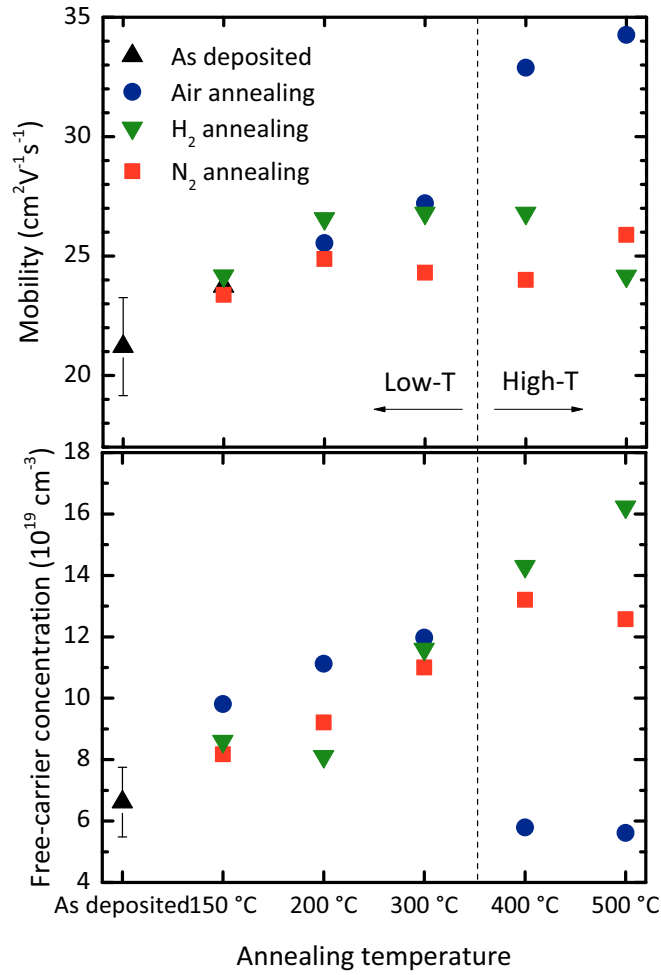 35
As deposited
Air annealing
H₂ annealing
N₂ annealing
30
25
20
18
Mobility (cm²V⁻¹s⁻¹)
Low-T
High-T
18
16
14
12
10
8
6
4
Free-carrier concentration (10¹⁹ cm⁻³)
As deposited 150 °C 200 °C 300 °C 400 °C 500 °C
Annealing temperature